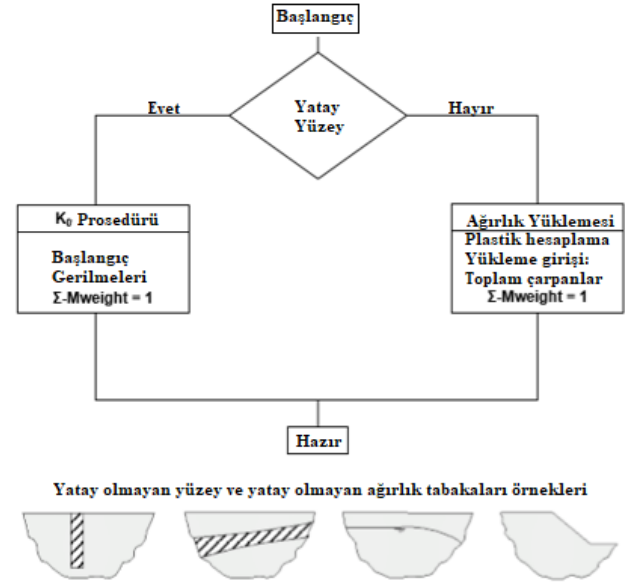 Başlangıç
Evet
Yatay
Yüzey
Hayır
K₀ Prosedürü
Başlangıç
Gerilmeleri
Σ-Mweight = 1
Ağırlık Yüklemesi
Plastik hesaplama
Yükleme girişi:
Toplam çarpanlar
Σ-Mweight = 1
Hazır
Yatay olmayan yüzey ve yatay olmayan ağırlık tabakaları örnekleri